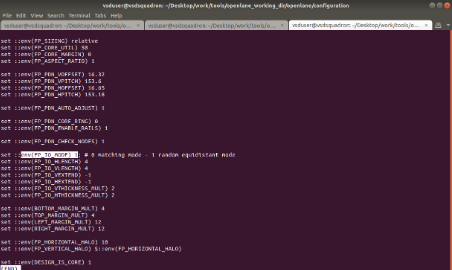 vsduser@vsdsquadron: ~/Desktop/work/tools/openlane_working_dir/openlane/configuration
File Edit View Search Terminal Tabs Help
vsduser@vsdsquadron: ~/Desktop/work/tools/o... vsduser@vsdsquadron: ~/Desktop/work/tools/o... vsduser@vsdsquadron: ~/Desktop/work/tools/o...
set ::env(FP_SIZING) relative
set ::env(FP_CORE_UTIL) 50
set ::env(FP_CORE_MARGIN) 0
set ::env(FP_ASPECT_RATIO) 1
set ::env(FP_PDN_VOFFSET) 16.32
set ::env(FP_PDN_VPITCH) 153.6
set ::env(FP_PDN_HOFFSET) 16.65
set ::env(FP_PDN_HPITCH) 153.18
set ::env(FP_PDN_AUTO_ADJUST) 1
set ::env(FP_PDN_CORE_RING) 0
set ::env(FP_PDN_ENABLE_RAILS) 1
set ::env(FP_PDN_CHECK_NODES) 1
set ::env(FP_IO_MODE) 1; # 0 matching mode - 1 random equidistant mode
set ::env(FP_IO_HLENGTH) 4
set ::env(FP_IO_VLENGTH) 4
set ::env(FP_IO_VEXTEND) -1
set ::env(FP_IO_HEXTEND) -1
set ::env(FP_IO_VTHICKNESS_MULT) 2
set ::env(FP_IO_HTHICKNESS_MULT) 2
set ::env(BOTTOM_MARGIN_MULT) 4
set ::env(TOP_MARGIN_MULT) 4
set ::env(LEFT_MARGIN_MULT) 12
set ::env(RIGHT_MARGIN_MULT) 12
set ::env(FP_HORIZONTAL_HALO) 10
set ::env(FP_VERTICAL_HALO) $::env(FP_HORIZONTAL_HALO)
set ::env(DESIGN_IS_CORE) 1
(END)